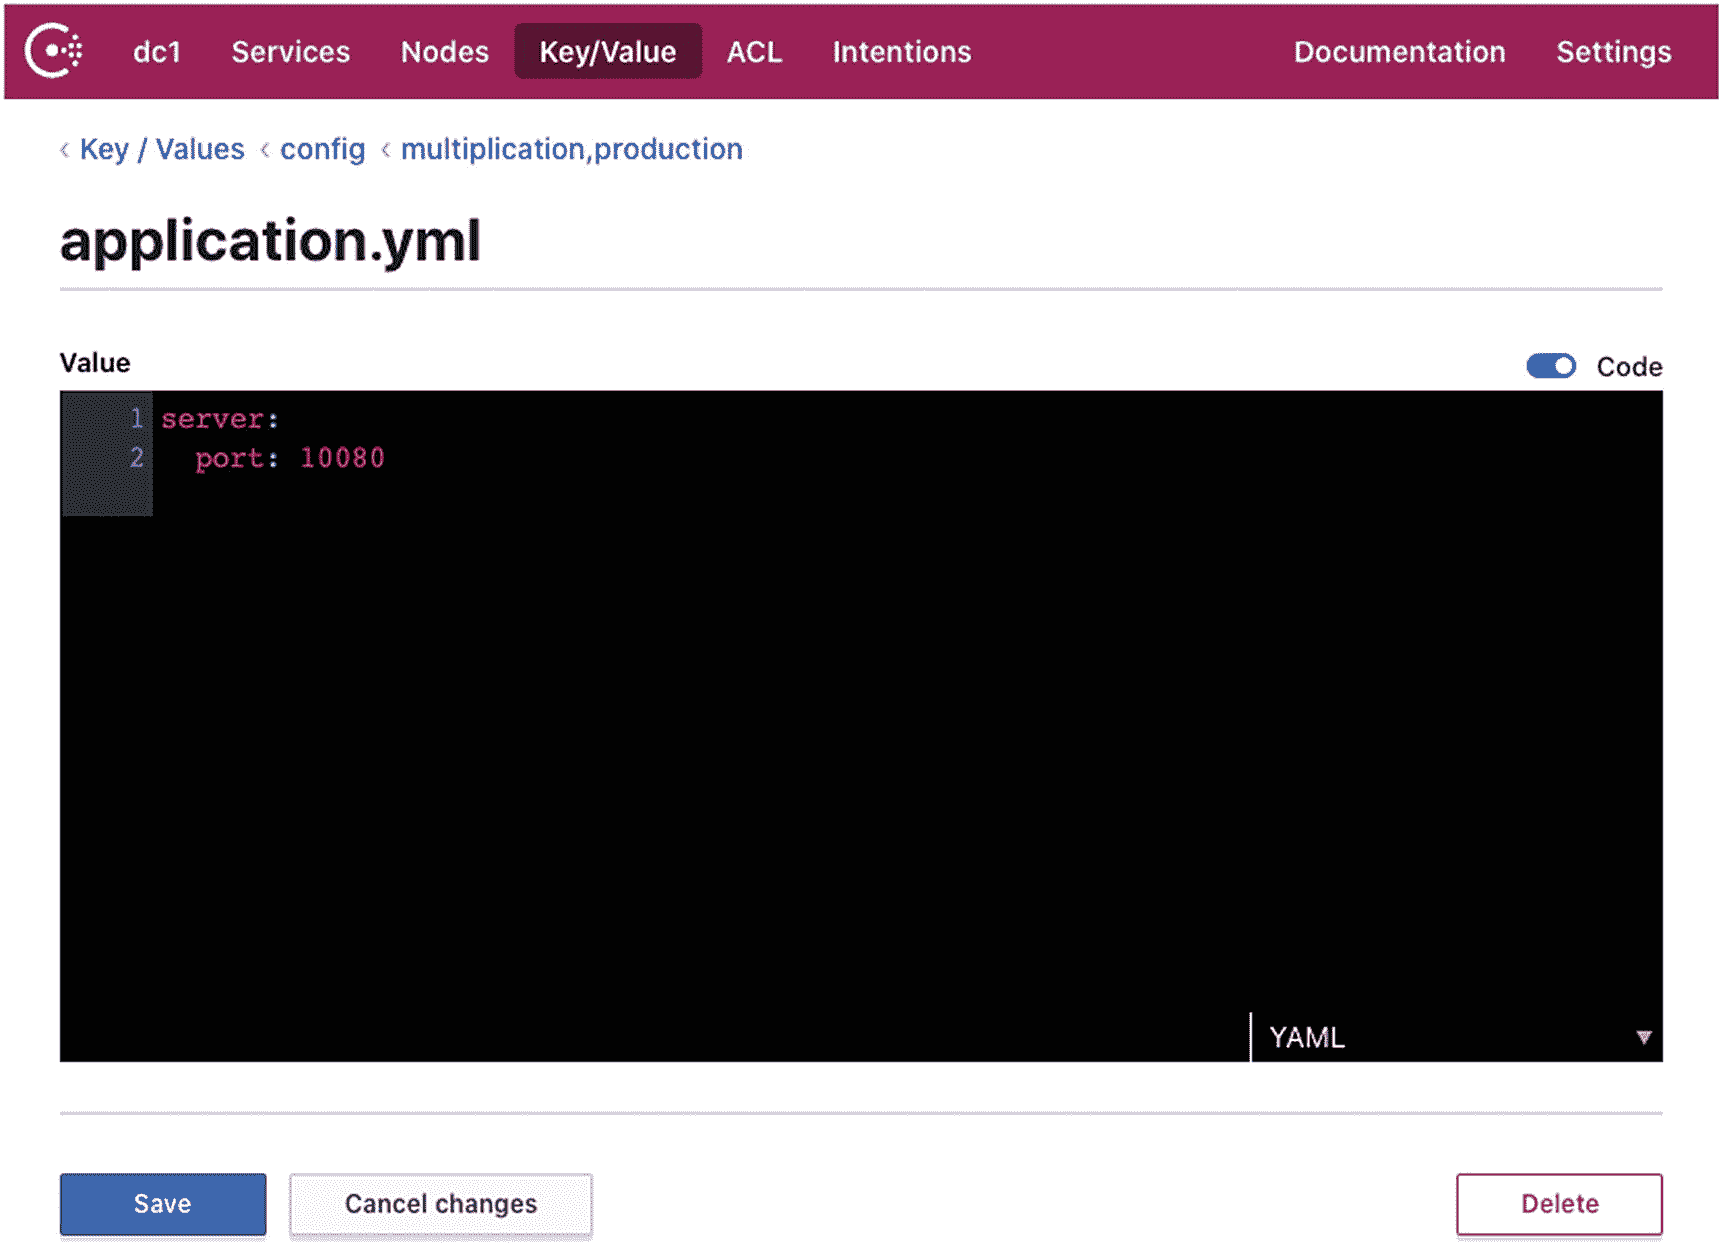 dc1 Services Nodes Key/Value ACL Intentions Documentation Settings
‹ Key / Values ‹ config ‹ multiplication,production
application.yml
Value Code
1 server:
2   port: 10080
YAML
Save Cancel changes Delete